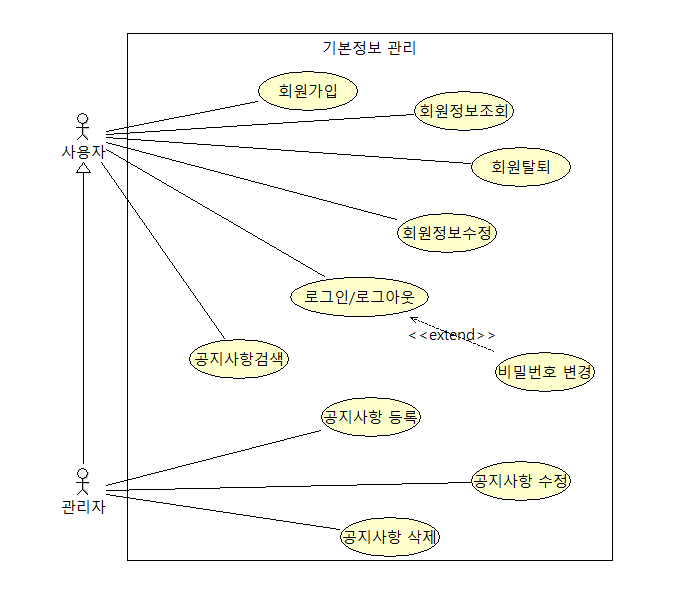 기본정보 관리
회원가입
회원정보조회
사용자
회원탈퇴
회원정보수정
로그인/로그아웃
<<extend>>
공지사항검색
비밀번호 변경
공지사항 등록
공지사항 수정
관리자
공지사항 삭제